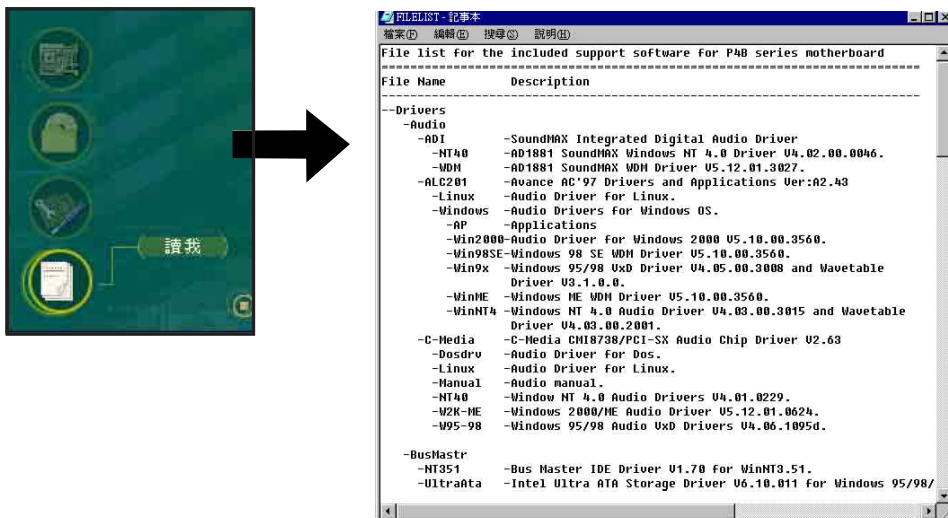 讀我
FILELIST - 記事本
檔案(F) 編輯(E) 搜尋(S) 說明(H)
File list for the included support software for P4B series motherboard
================================================================
File Name Description
----------------------------------------------------------------
--Drivers
-Audio
-ADI -SoundMAX Integrated Digital Audio Driver
-NT40 -AD1881 SoundMAX Windows NT 4.0 Driver V4.02.00.0046.
-WDM -AD1881 SoundMAX WDM Driver V5.12.01.3027.
-ALC201 -Avance AC'97 Drivers and Applications Ver:A2.43
-Linux -Audio Driver for Linux.
-Windows -Audio Drivers for Windows OS.
-AP -Applications
-Win2000-Audio Driver for Windows 2000 V5.10.00.3560.
-Win98SE-Windows 98 SE WDM Driver V5.10.00.3560.
-Win9x -Windows 95/98 VxD Driver V4.05.00.3008 and Wavetable
Driver V3.1.0.0.
-WinME -Windows ME WDM Driver V5.10.00.3560.
-WinNT4 -Windows NT 4.0 Audio Driver V4.03.00.3015 and Wavetable
Driver V4.03.00.2001.
-C-Media -C-Media CMI8738/PCI-SX Audio Chip Driver V2.63
-Dosdrv -Audio Driver for Dos.
-Linux -Audio Driver for Linux.
-Manual -Audio manual.
-NT40 -Window NT 4.0 Audio Drivers V4.01.0229.
-W2K-ME -Windows 2000/ME Audio Driver V5.12.01.0624.
-W95-98 -Windows 95/98 Audio VxD Drivers V4.06.1095d.
-BusMastr
-NT351 -Bus Master IDE Driver V1.70 for WinNT3.51.
-UltraAta -Intel Ultra ATA Storage Driver V6.10.011 for Windows 95/98/